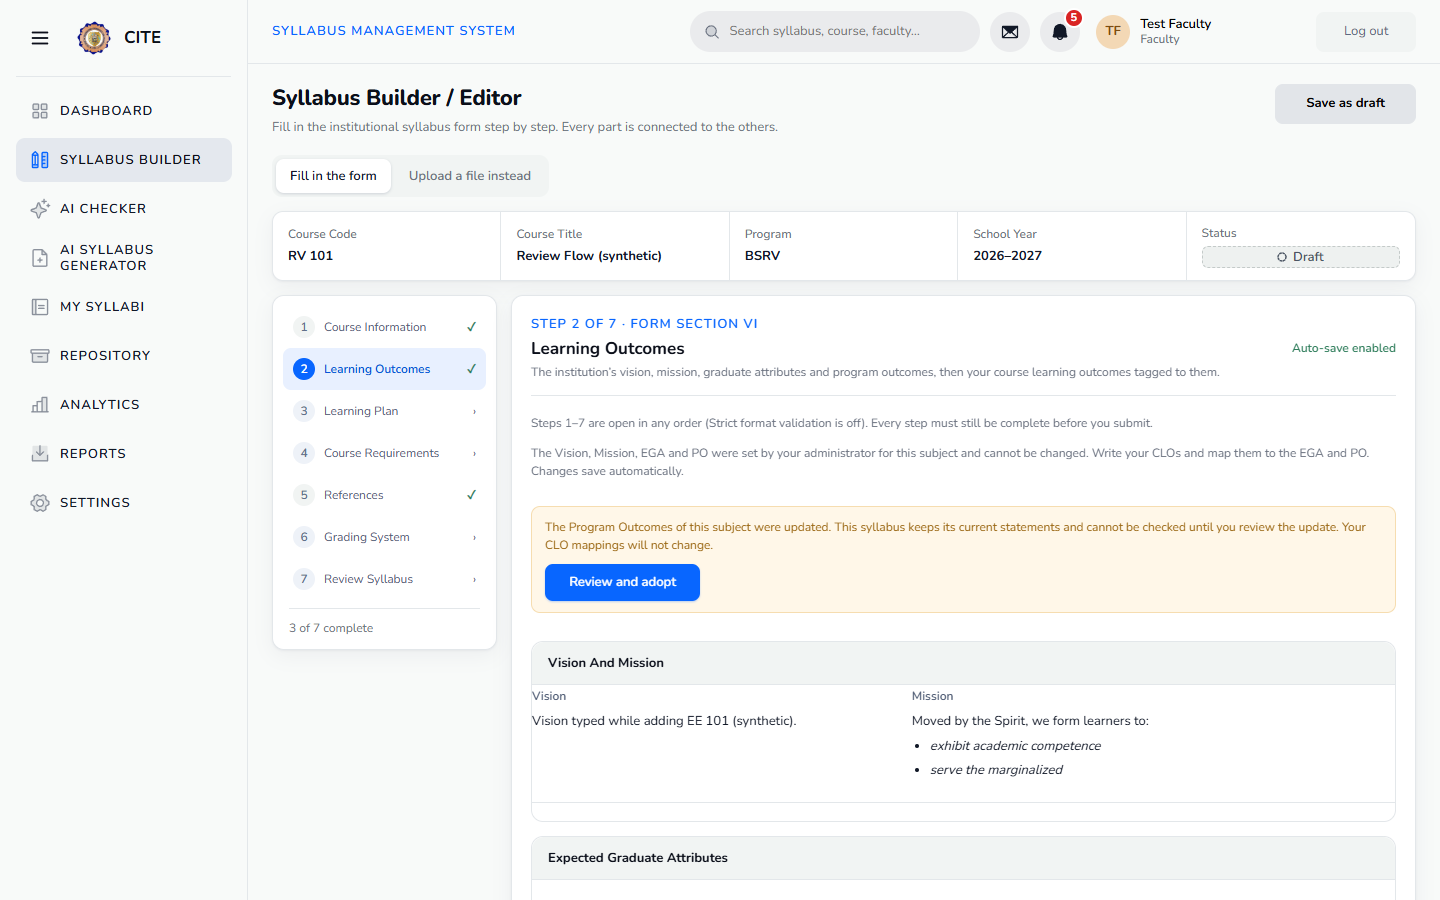 CITE
SYLLABUS MANAGEMENT SYSTEM
Search syllabus, course, faculty...
5
TF
Test Faculty
Faculty
Log out
DASHBOARD
SYLLABUS BUILDER
AI CHECKER
AI SYLLABUS
GENERATOR
MY SYLLABI
REPOSITORY
ANALYTICS
REPORTS
SETTINGS
Syllabus Builder / Editor
Fill in the institutional syllabus form step by step. Every part is connected to the others.
Save as draft
Fill in the form
Upload a file instead
Course Code
RV 101
Course Title
Review Flow (synthetic)
Program
BSRV
School Year
2026–2027
Status
Draft
1 Course Information ✓
2 Learning Outcomes ✓
3 Learning Plan ›
4 Course Requirements ›
5 References ✓
6 Grading System ›
7 Review Syllabus ›
3 of 7 complete
STEP 2 OF 7 · FORM SECTION VI
Learning Outcomes
Auto-save enabled
The institution's vision, mission, graduate attributes and program outcomes, then your course learning outcomes tagged to them.
Steps 1–7 are open in any order (Strict format validation is off). Every step must still be complete before you submit.
The Vision, Mission, EGA and PO were set by your administrator for this subject and cannot be changed. Write your CLOs and map them to the EGA and PO.
Changes save automatically.
The Program Outcomes of this subject were updated. This syllabus keeps its current statements and cannot be checked until you review the update. Your
CLO mappings will not change.
Review and adopt
Vision And Mission
Vision
Vision typed while adding EE 101 (synthetic).
Mission
Moved by the Spirit, we form learners to:
• exhibit academic competence
• serve the marginalized
Expected Graduate Attributes